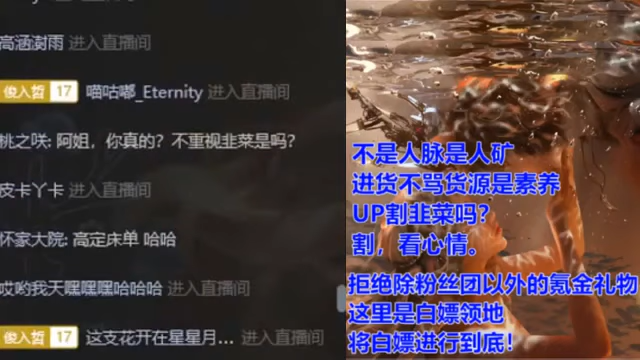 高涵澍雨 进入直播间
俊入哲 17 喵咕嘟_Eternity 进入直播间
桃之咲: 阿姐，你真的？不重视韭菜是吗？
皮卡丫卡 进入直播间
怀家大院: 高定床单 哈哈
哎哟我天嘿嘿嘿哈哈哈 进入直播间
俊入哲 17 这支花开在星星月... 进入直播间
不是人脉是人矿
进货不骂货源是素养
UP割韭菜吗？
割，看心情。
拒绝除粉丝团以外的氪金礼物
这里是白嫖领地
将白嫖进行到底！